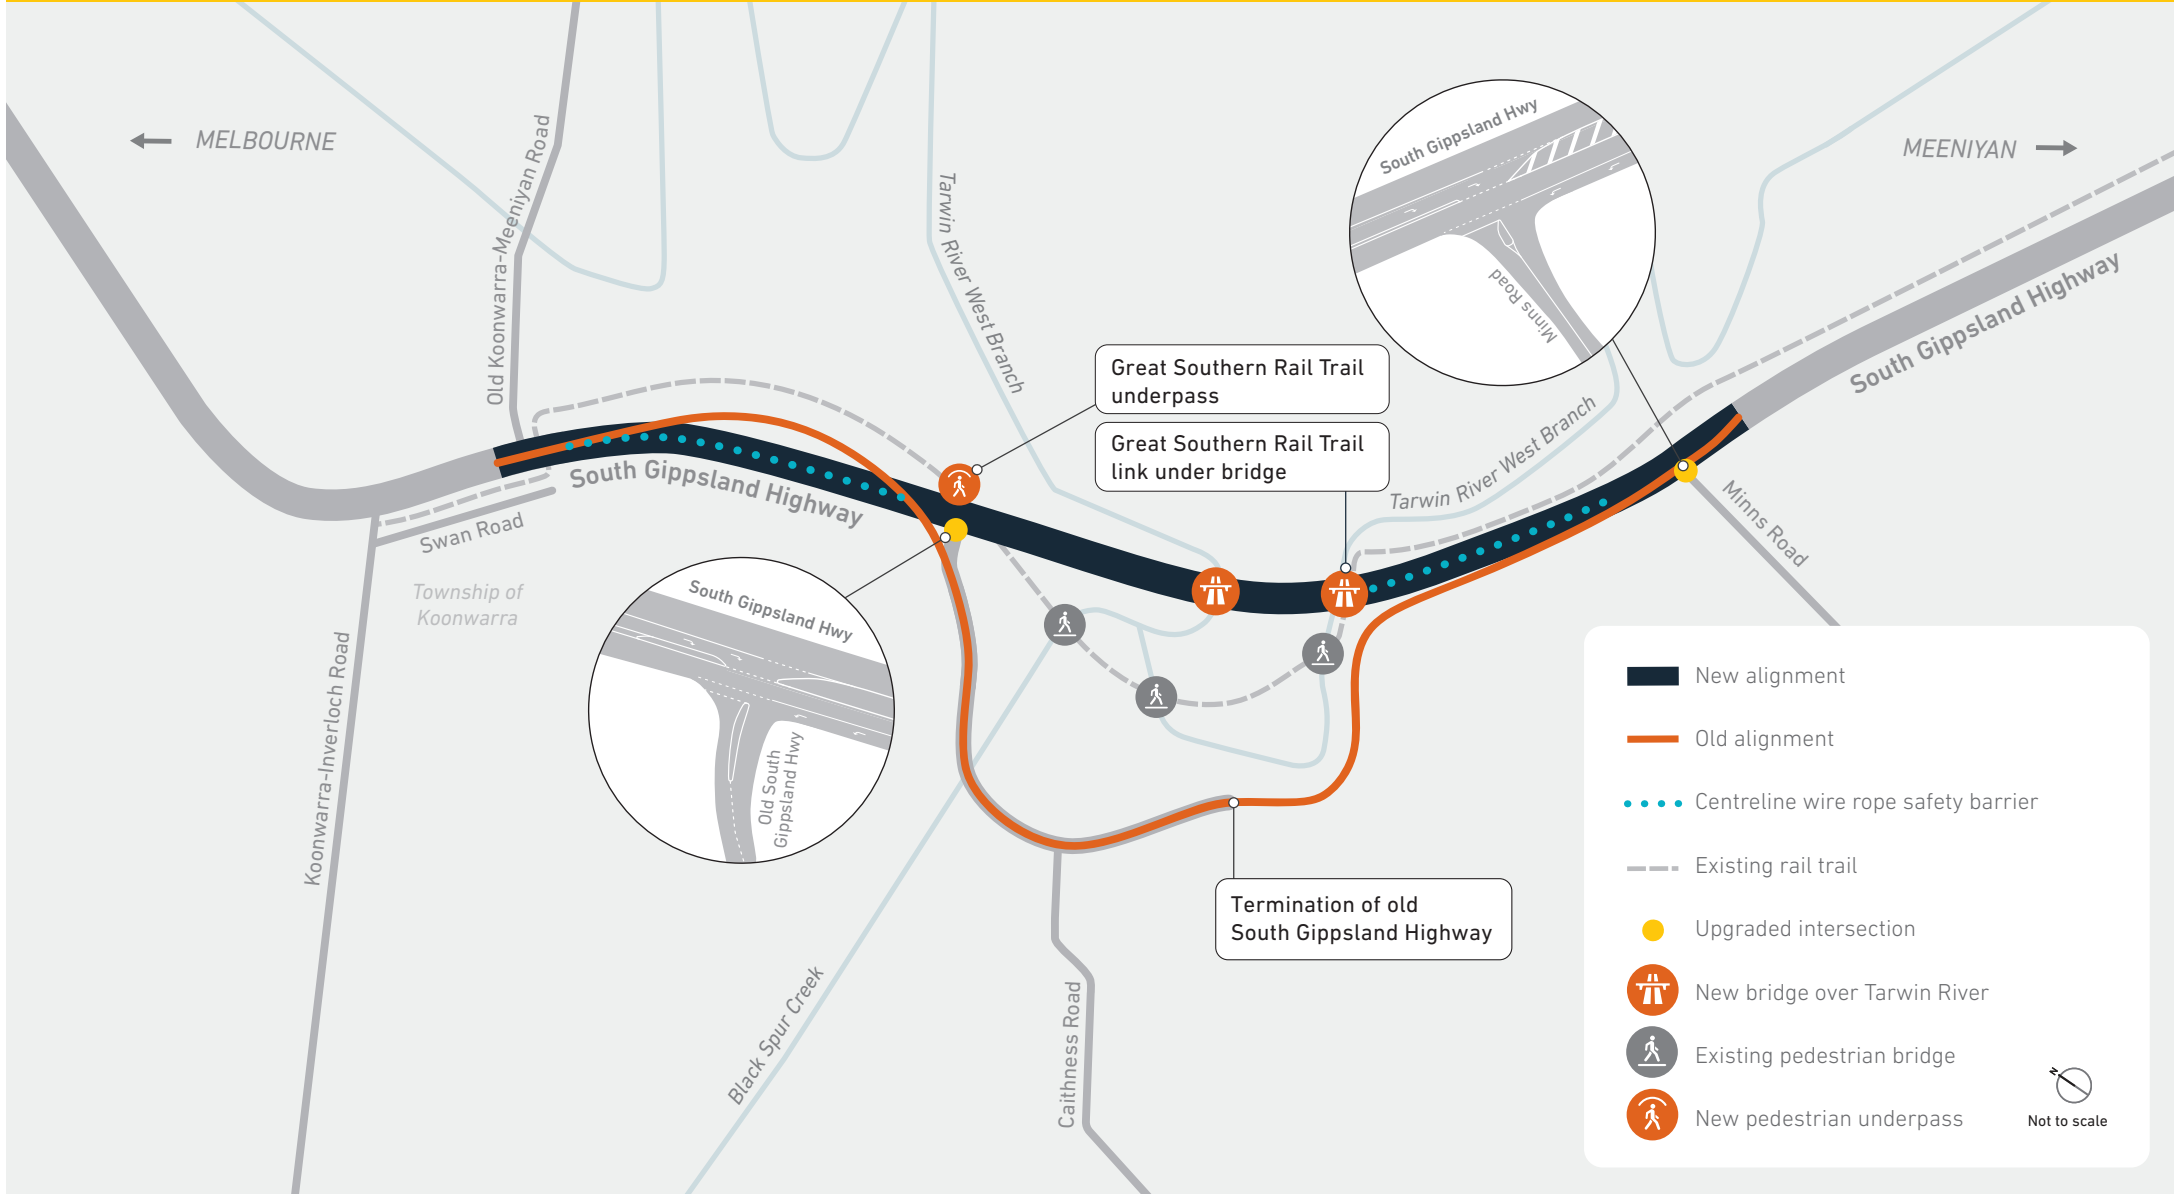 MELBOURNE
MEENIYAN
Old Koonwarra-Meeniyan Road
Tarwin River West Branch
South Gippsland Hwy
Minns Road
Great Southern Rail Trail
underpass
Great Southern Rail Trail
link under bridge
South Gippsland Highway
Tarwin River West Branch
South Gippsland Highway
Swan Road
Minns Road
Township of
Koonwarra
South Gippsland Hwy
Old South
Gippsland Hwy
Koonwarra-Inverloch Road
Termination of old
South Gippsland Highway
Black Spur Creek
Caithness Road
New alignment
Old alignment
Centreline wire rope safety barrier
Existing rail trail
Upgraded intersection
New bridge over Tarwin River
Existing pedestrian bridge
New pedestrian underpass
N
Not to scale